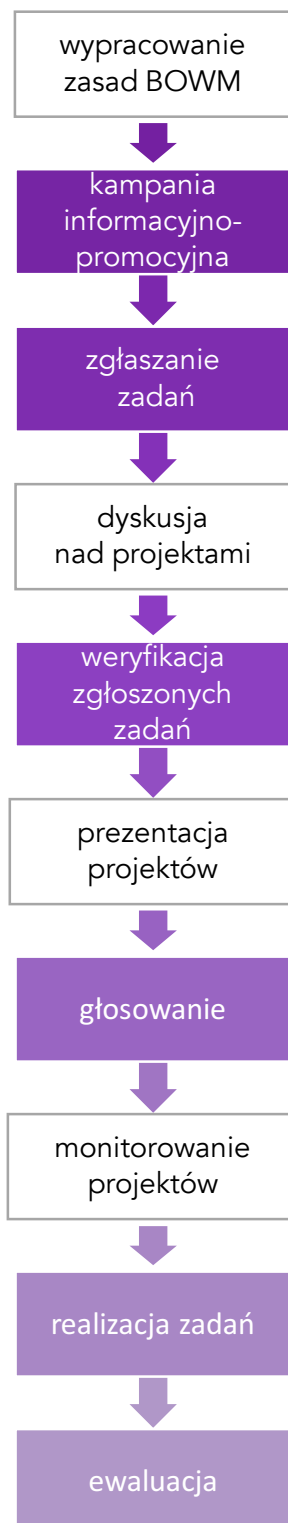 wypracowanie
zasad BOWM
kampania
informacyjno-
promocyjna
zgłaszanie
zadań
dyskusja
nad projektami
weryfikacja
zgłoszonych
zadań
prezentacja
projektów
głosowanie
monitorowanie
projektów
realizacja zadań
ewaluacja